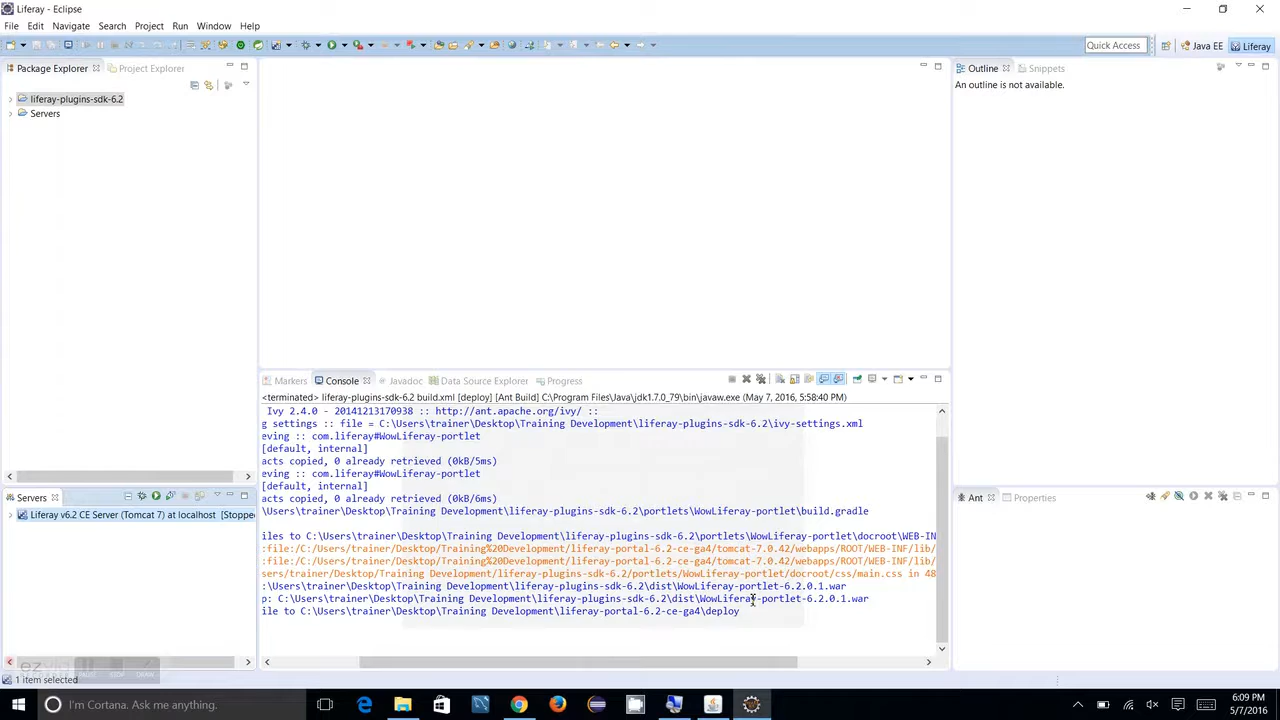 Liferay - Eclipse
File Edit Navigate Search Project Run Window Help
Quick Access Java EE Liferay
Package Explorer Project Explorer
liferay-plugins-sdk-6.2
Servers
Outline Snippets
An outline is not available.
Markers Console Javadoc Data Source Explorer Progress
<terminated> liferay-plugins-sdk-6.2 build.xml [deploy] [Ant Build] C:\Program Files\Java\jdk1.7.0_79\bin\javaw.exe (May 7, 2016, 5:58:40 PM)
Ivy 2.4.0 - 20141213170938 :: http://ant.apache.org/ivy/ ::
g settings :: file = C:\Users\trainer\Desktop\Training Development\liferay-plugins-sdk-6.2\ivy-settings.xml
eving :: com.liferay#WowLiferay-portlet
[default, internal]
acts copied, 0 already retrieved (0kB/5ms)
eving :: com.liferay#WowLiferay-portlet
[default, internal]
acts copied, 0 already retrieved (0kB/6ms)
\Users\trainer\Desktop\Training Development\liferay-plugins-sdk-6.2\portlets\WowLiferay-portlet\build.gradle
iles to C:\Users\trainer\Desktop\Training Development\liferay-plugins-sdk-6.2\portlets\WowLiferay-portlet\docroot\WEB-IN
:file:/C:/Users/trainer/Desktop/Training%20Development/liferay-portal-6.2-ce-ga4/tomcat-7.0.42/webapps/ROOT/WEB-INF/lib/
:file:/C:/Users/trainer/Desktop/Training%20Development/liferay-portal-6.2-ce-ga4/tomcat-7.0.42/webapps/ROOT/WEB-INF/lib/
sers/trainer/Desktop/Training Development/liferay-plugins-sdk-6.2/portlets/WowLiferay-portlet/docroot/css/main.css in 48
:\Users\trainer\Desktop\Training Development\liferay-plugins-sdk-6.2\dist\WowLiferay-portlet-6.2.0.1.war
p: C:\Users\trainer\Desktop\Training Development\liferay-plugins-sdk-6.2\dist\WowLiferay-portlet-6.2.0.1.war
ile to C:\Users\trainer\Desktop\Training Development\liferay-portal-6.2-ce-ga4\deploy
Servers
Liferay v6.2 CE Server (Tomcat 7) at localhost [Stoppe
Ant Properties
ezvid PAUSE STOP DRAW
1 item selected
I'm Cortana. Ask me anything.
6:09 PM
5/7/2016